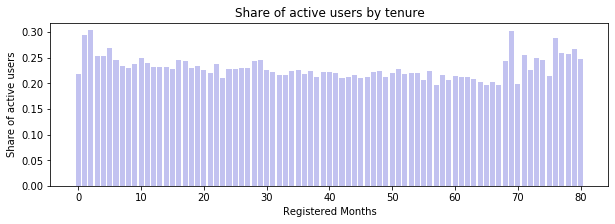 Share of active users by tenure
Share of active users
0.30
0.25
0.20
0.15
0.10
0.05
0.00
0 10 20 30 40 50 60 70 80
Registered Months